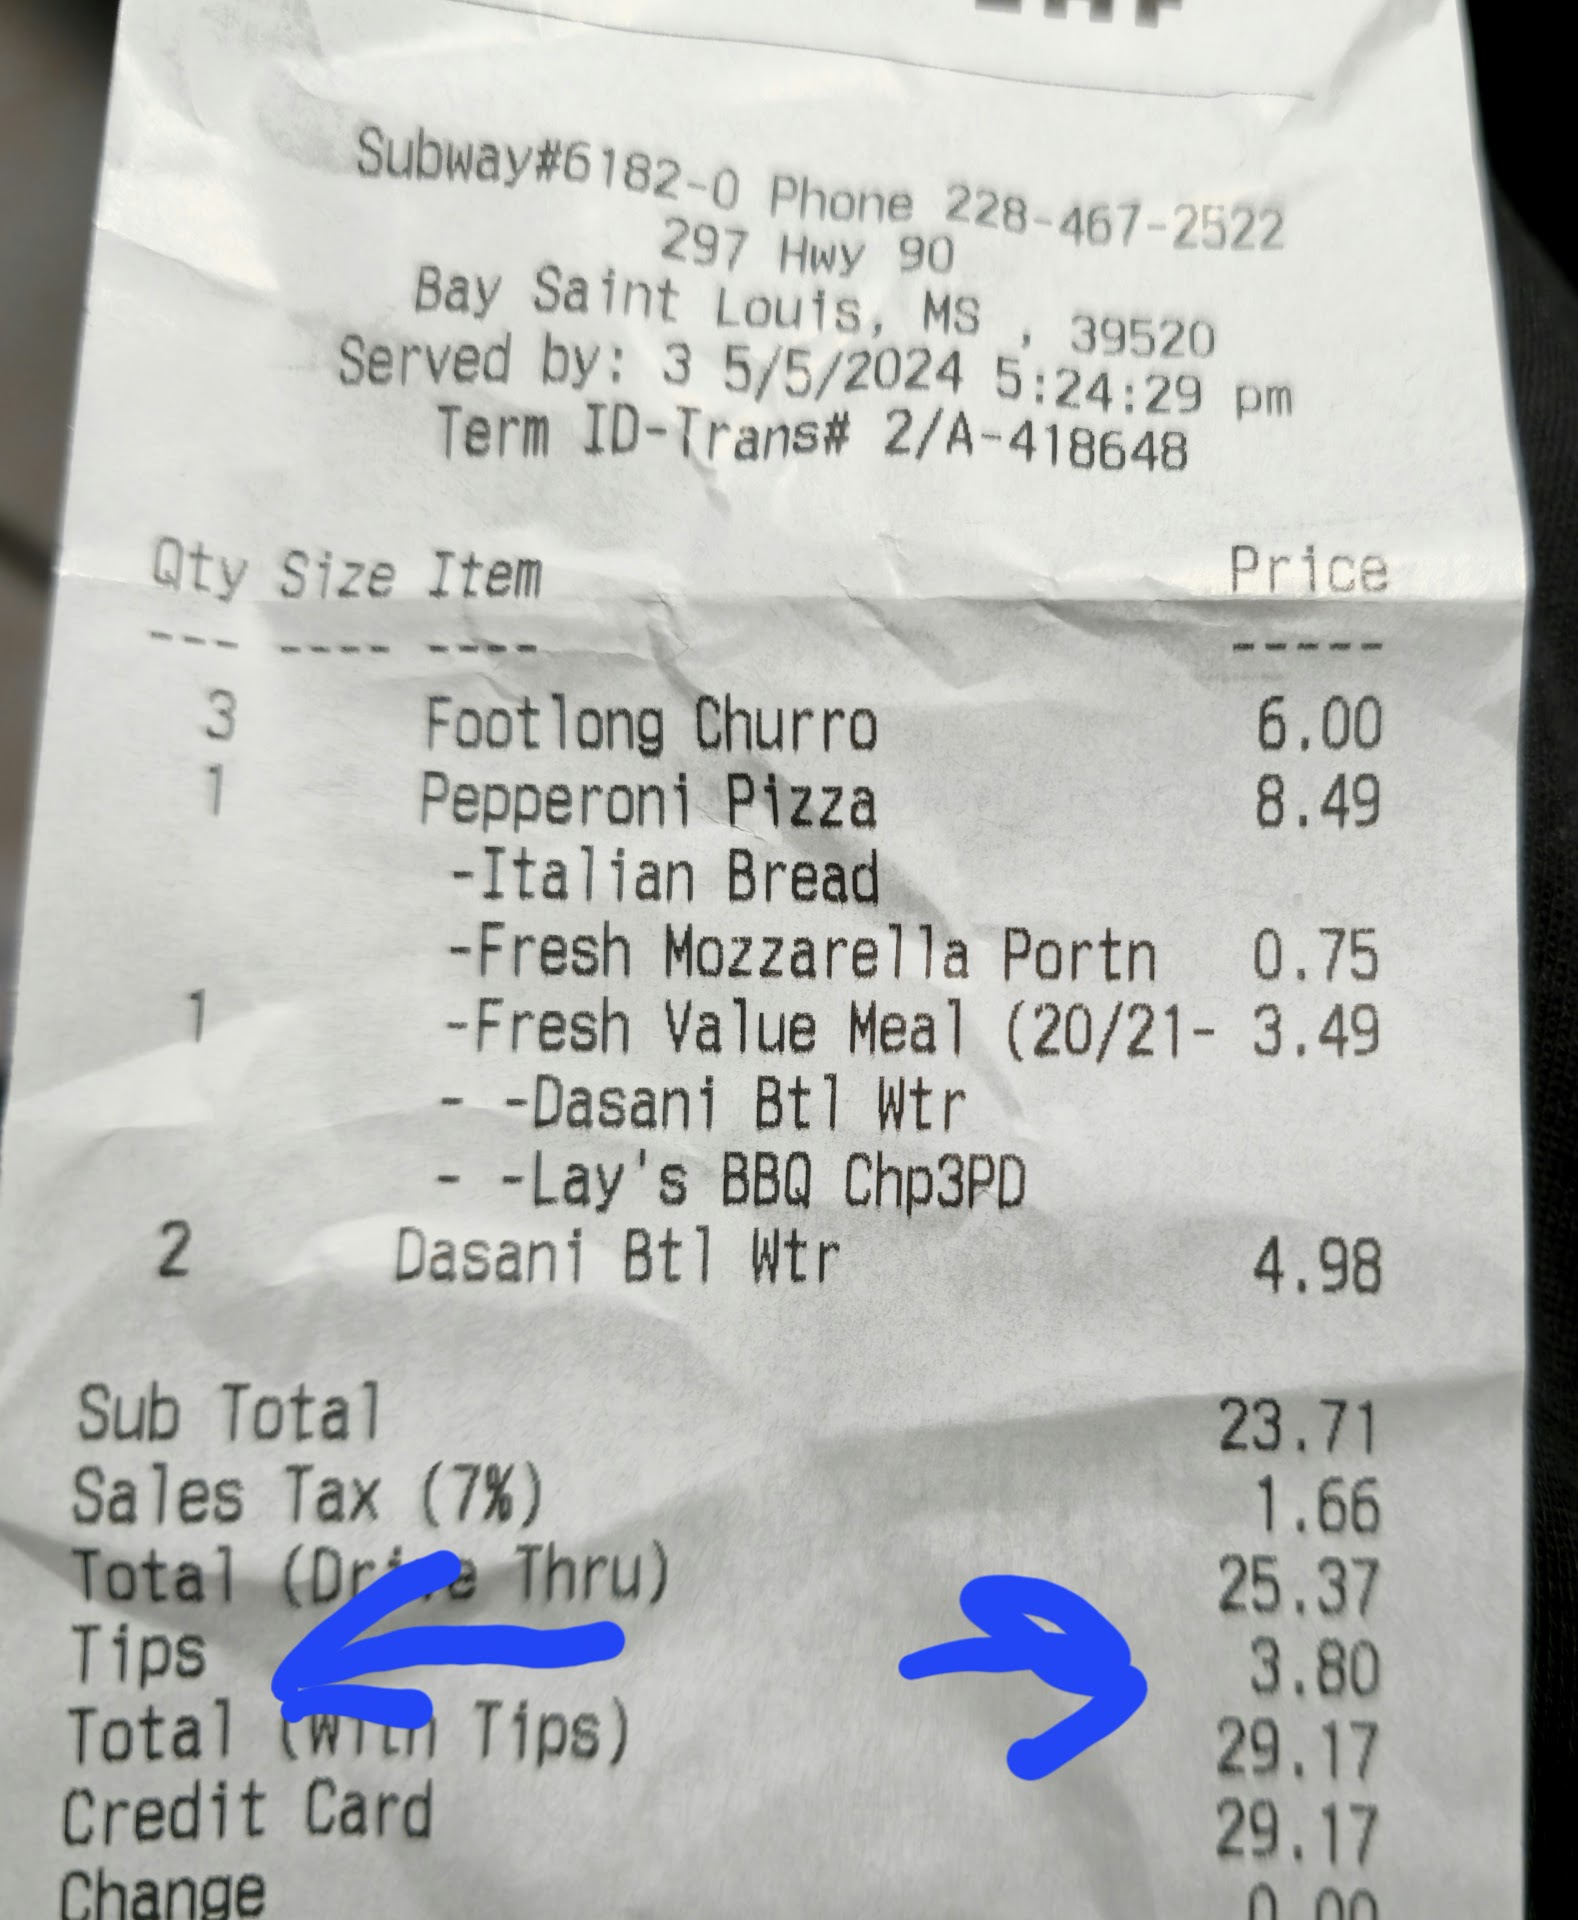 Subway#6182-0 Phone 228-467-2522
297 Hwy 90
Bay Saint Louis, MS , 39520
Served by: 3 5/5/2024 5:24:29 pm
Term ID-Trans# 2/A-418648
Qty Size Item Price
--- ---- ---- -----
3 Footlong Churro 6.00
1 Pepperoni Pizza 8.49
-Italian Bread
-Fresh Mozzarella Portn 0.75
1 -Fresh Value Meal (20/21- 3.49
- -Dasani Btl Wtr
- -Lay's BBQ Chp3PD
2 Dasani Btl Wtr 4.98
Sub Total 23.71
Sales Tax (7%) 1.66
Total (Drive Thru) 25.37
Tips 3.80
Total (With Tips) 29.17
Credit Card 29.17
Change 0.00